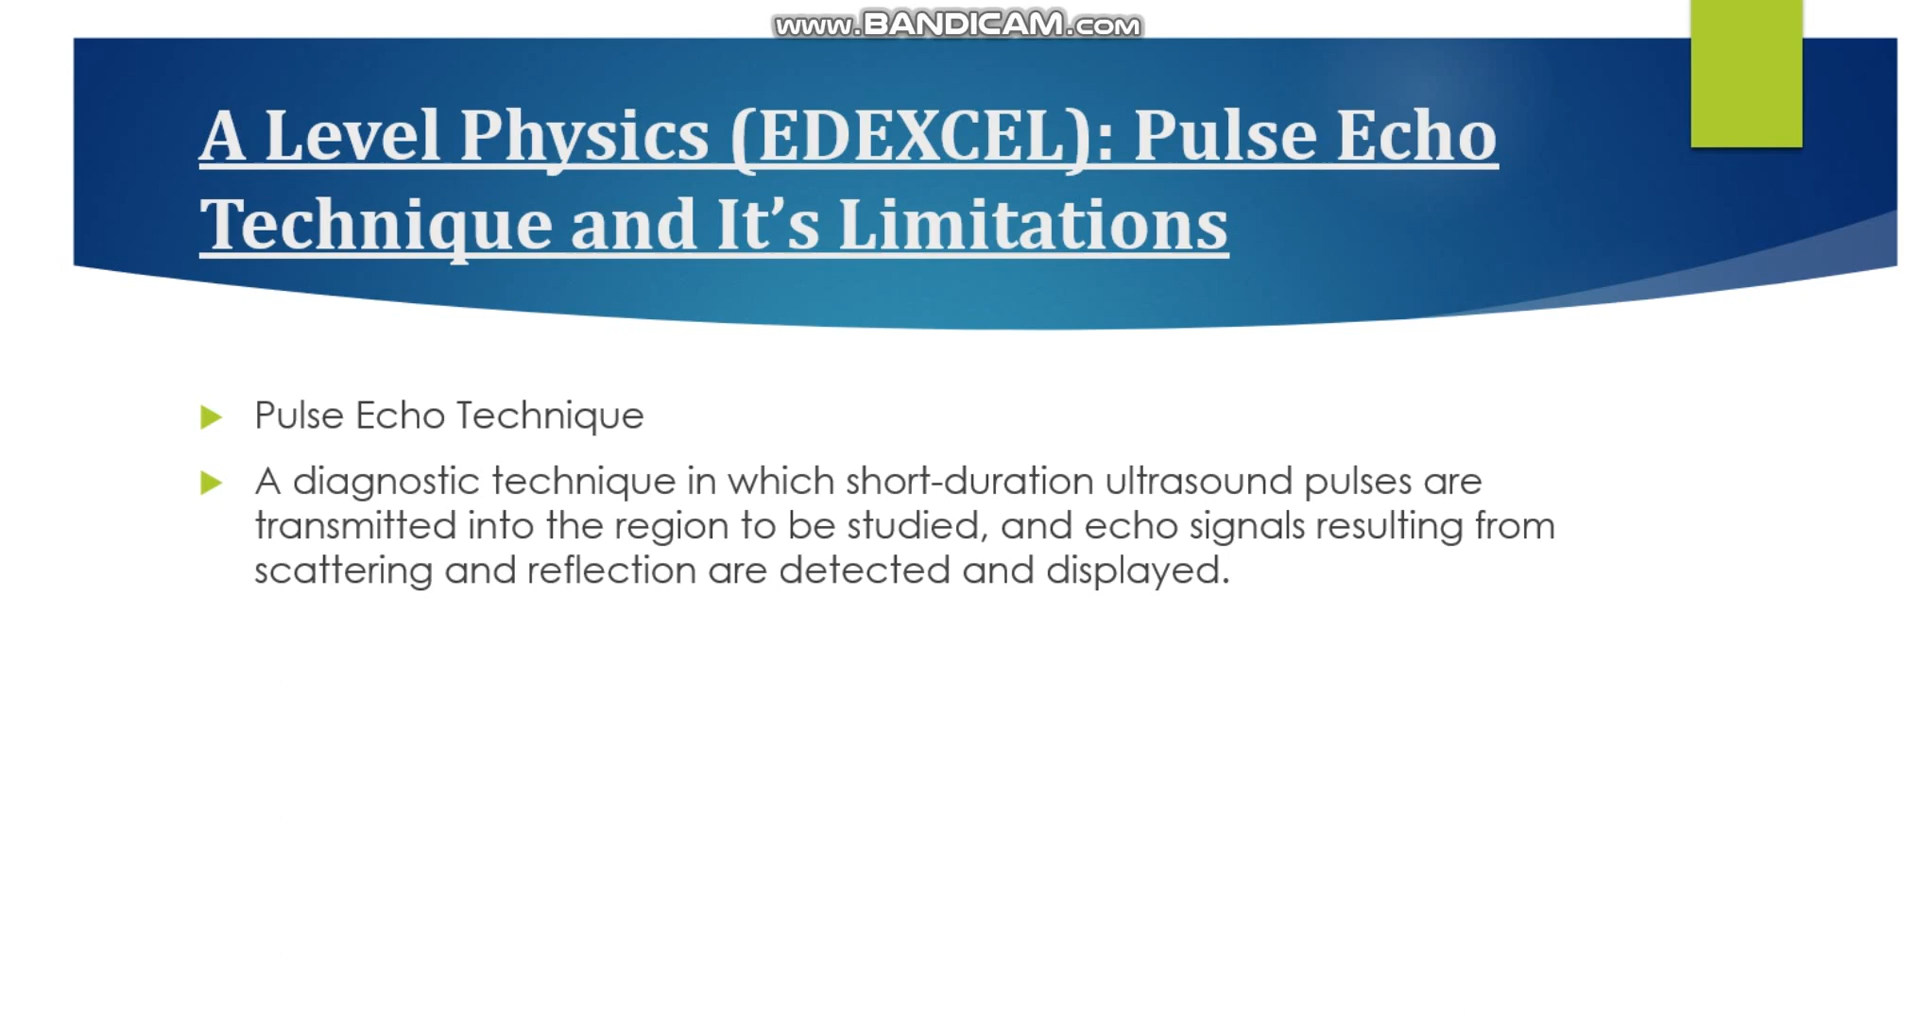 www.BANDICAM.com
A Level Physics (EDEXCEL): Pulse Echo
Technique and It’s Limitations
Pulse Echo Technique
A diagnostic technique in which short-duration ultrasound pulses are
transmitted into the region to be studied, and echo signals resulting from
scattering and reflection are detected and displayed.